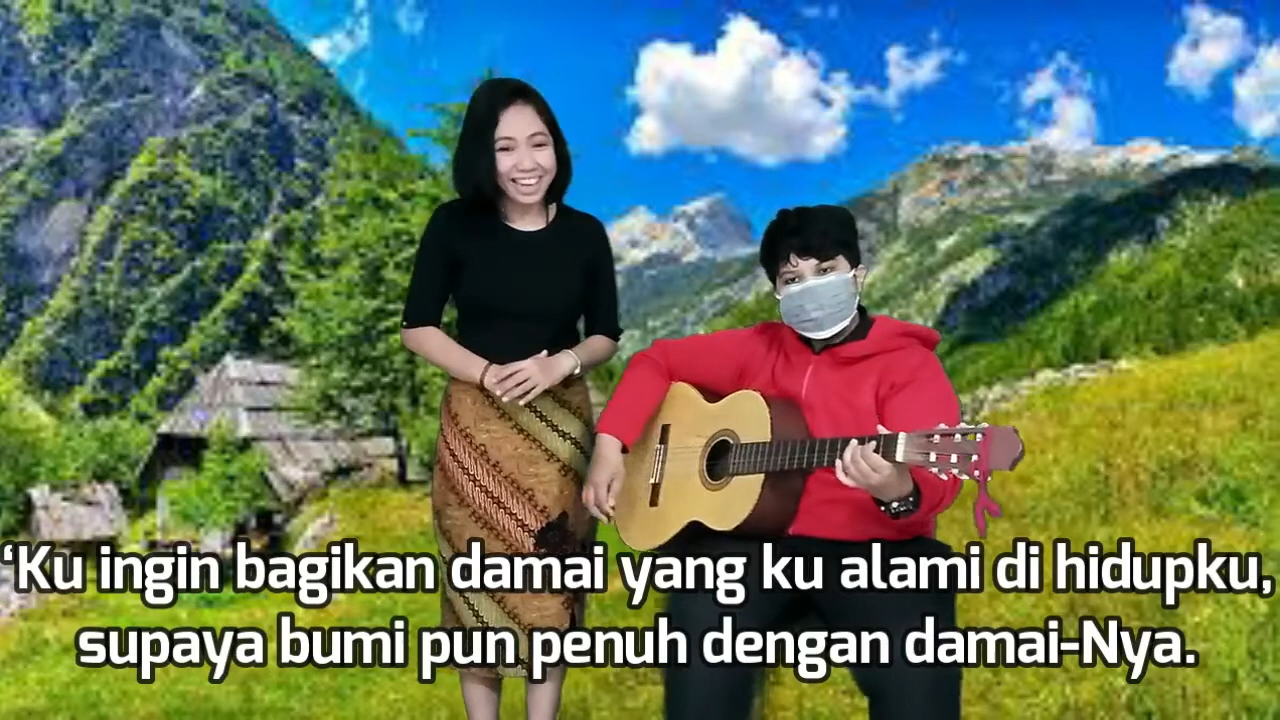 ‘Ku ingin bagikan damai yang ku alami di hidupku,
supaya bumi pun penuh dengan damai-Nya.